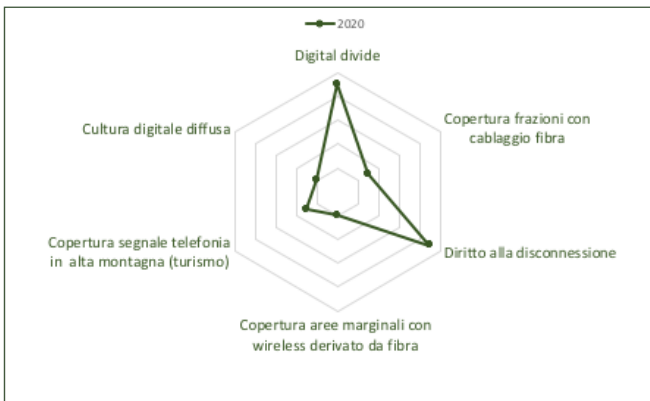 2020
Digital divide
Copertura frazioni con
cablaggio fibra
Cultura digitale diffusa
Copertura segnale telefonia
in alta montagna (turismo)
Diritto alla disconnessione
Copertura aree marginali con
wireless derivato da fibra